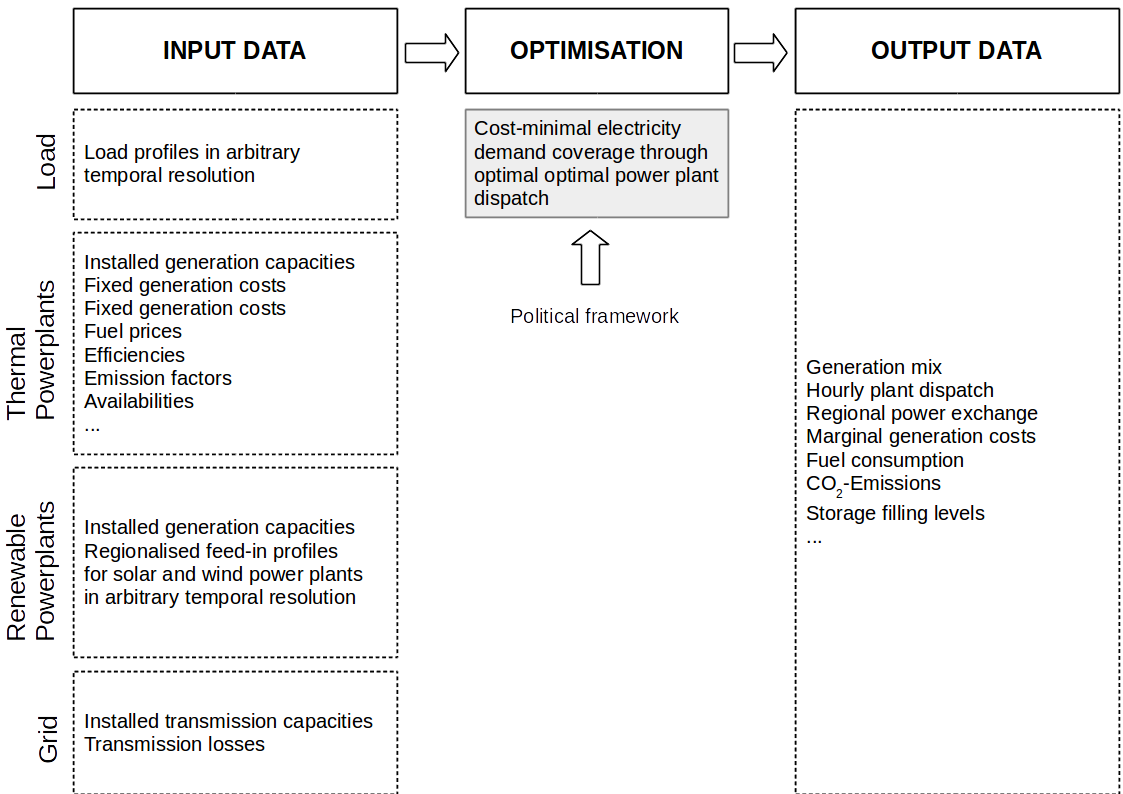 INPUT DATA
OPTIMISATION
OUTPUT DATA
Load
Load profiles in arbitrary
temporal resolution
Cost-minimal electricity
demand coverage through
optimal optimal power plant
dispatch
Political framework
Thermal
Powerplants
Installed generation capacities
Fixed generation costs
Fixed generation costs
Fuel prices
Efficiencies
Emission factors
Availabilities
...
Renewable
Powerplants
Installed generation capacities
Regionalised feed-in profiles
for solar and wind power plants
in arbitrary temporal resolution
Grid
Installed transmission capacities
Transmission losses
Generation mix
Hourly plant dispatch
Regional power exchange
Marginal generation costs
Fuel consumption
CO2-Emissions
Storage filling levels
...